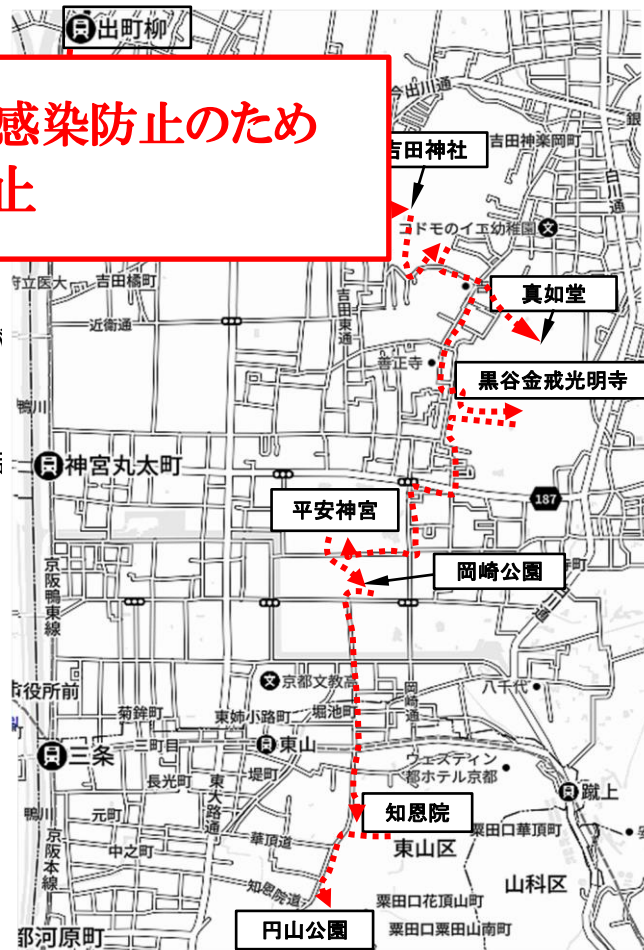 出町柳
感染防止のため
止
今出川通
吉田神社
吉田神楽岡町
銀
白川通
コドモのイエ幼稚園
府立医大
吉田橋町
真如堂
近衛通
吉田東通
善正寺
黒谷金戒光明寺
鴨川
神宮丸太町
187
平安神宮
岡崎公園
京阪鴨東線
仁王門通
市役所前
京都文教高
岡崎通
八千代
菊鉾町
東姉小路町
堀池町
三条
三町目
東山
ウェスティン
都ホテル京都
長光町
堤町
蹴上
鴨川
元町
東大路通
知恩院
粟田口華頂町
中之町
華頂道
東山区
京阪本線
山科区
知恩院道
粟田口花頂山町
都河原町
円山公園
粟田口粟田山南町